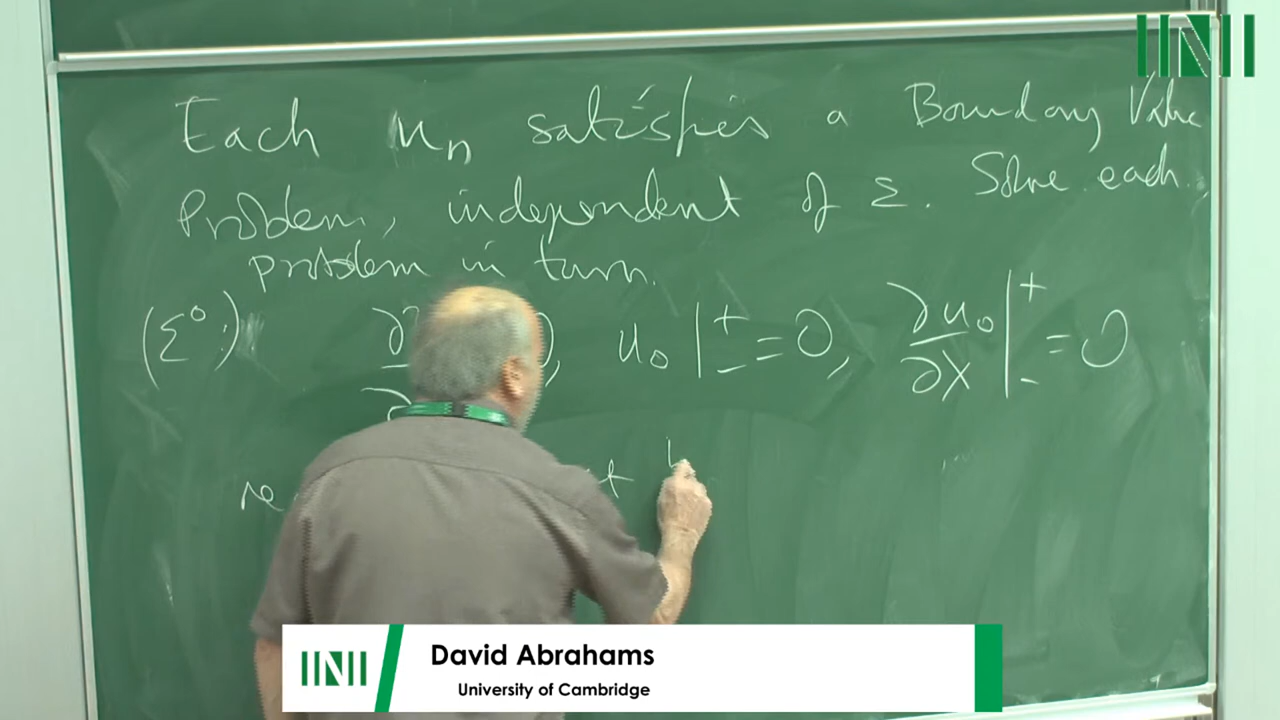 Each uₙ satisfies a Boundary Value
Problem, independent of ε. Solve each
problem in turn.
(ε⁰:) ∂ 0, u₀|⁺₋ = 0, ∂u₀/∂X|⁺₋ = 0
David Abrahams
University of Cambridge